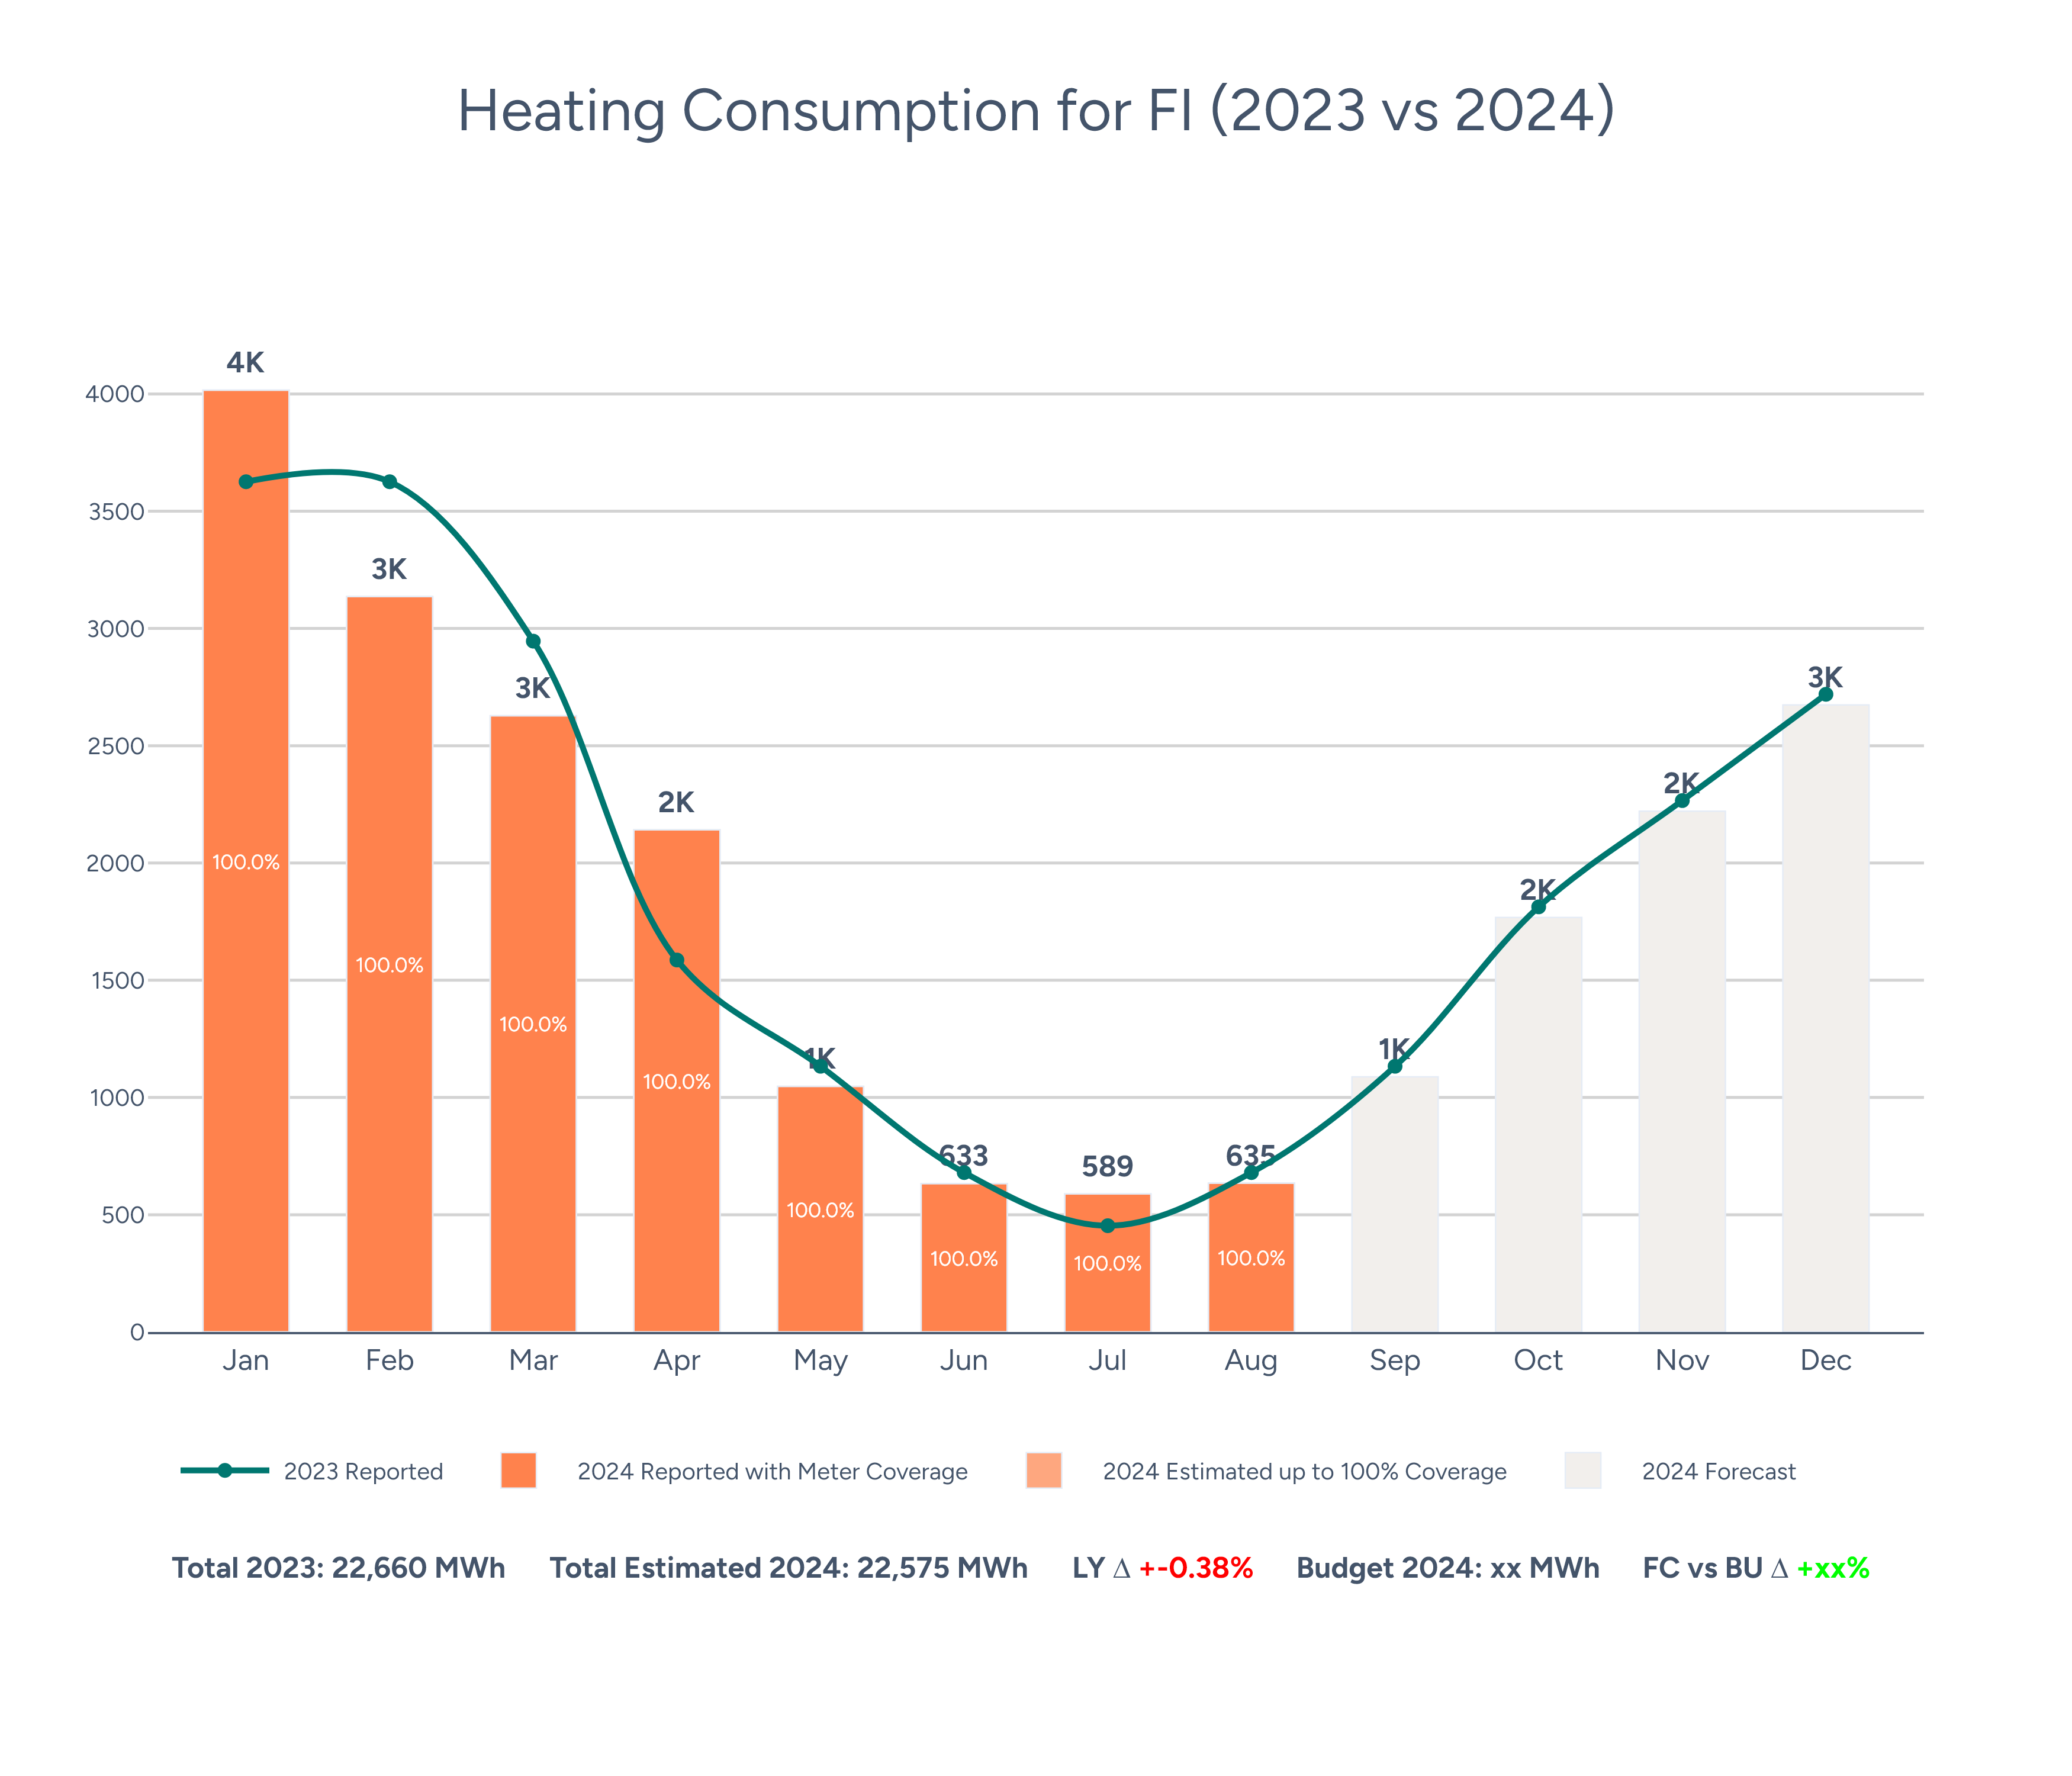 Heating Consumption for FI (2023 vs 2024)
4K
4000
3500
3K
3000
3K
3K
2500
2K
2K
2000
100.0%
2K
100.0%
1500
100.0%
1K
1K
100.0%
1000
633
589
635
500
100.0%
100.0%
100.0%
100.0%
0
Jan Feb Mar Apr May Jun Jul Aug Sep Oct Nov Dec
2023 Reported 2024 Reported with Meter Coverage 2024 Estimated up to 100% Coverage 2024 Forecast
Total 2023: 22,660 MWh Total Estimated 2024: 22,575 MWh LY Δ +-0.38% Budget 2024: xx MWh FC vs BU Δ +xx%